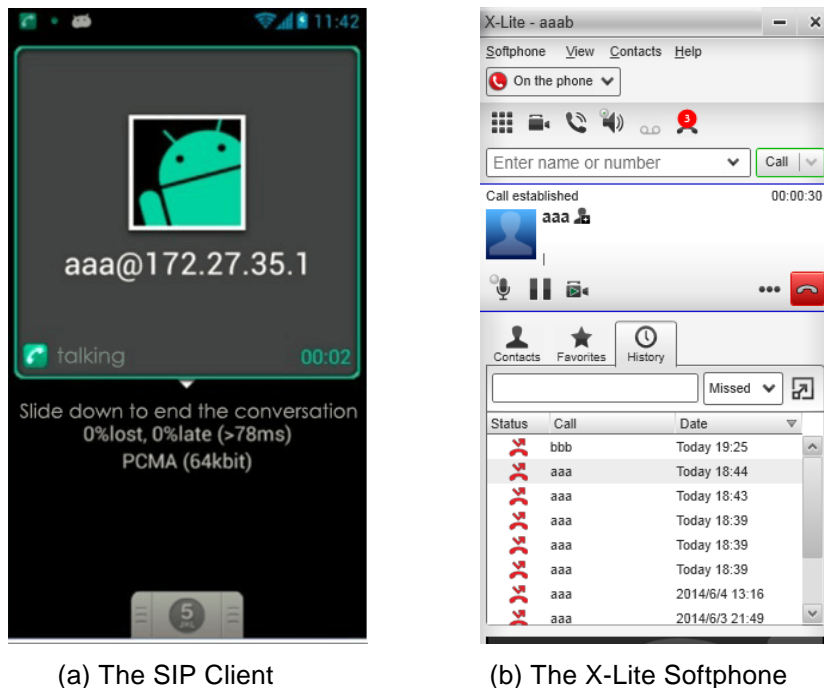 11:42
aaa@172.27.35.1
talking 00:02
Slide down to end the conversation
0%lost, 0%late (>78ms)
PCMA (64kbit)
5
JKL
(a) The SIP Client
X-Lite - aaab
Softphone View Contacts Help
On the phone
3
Enter name or number Call
Call established 00:00:30
aaa
Contacts Favorites History
Missed
Status Call Date
bbb Today 19:25
aaa Today 18:44
aaa Today 18:43
aaa Today 18:39
aaa Today 18:39
aaa Today 18:39
aaa 2014/6/4 13:16
aaa 2014/6/3 21:49
(b) The X-Lite Softphone